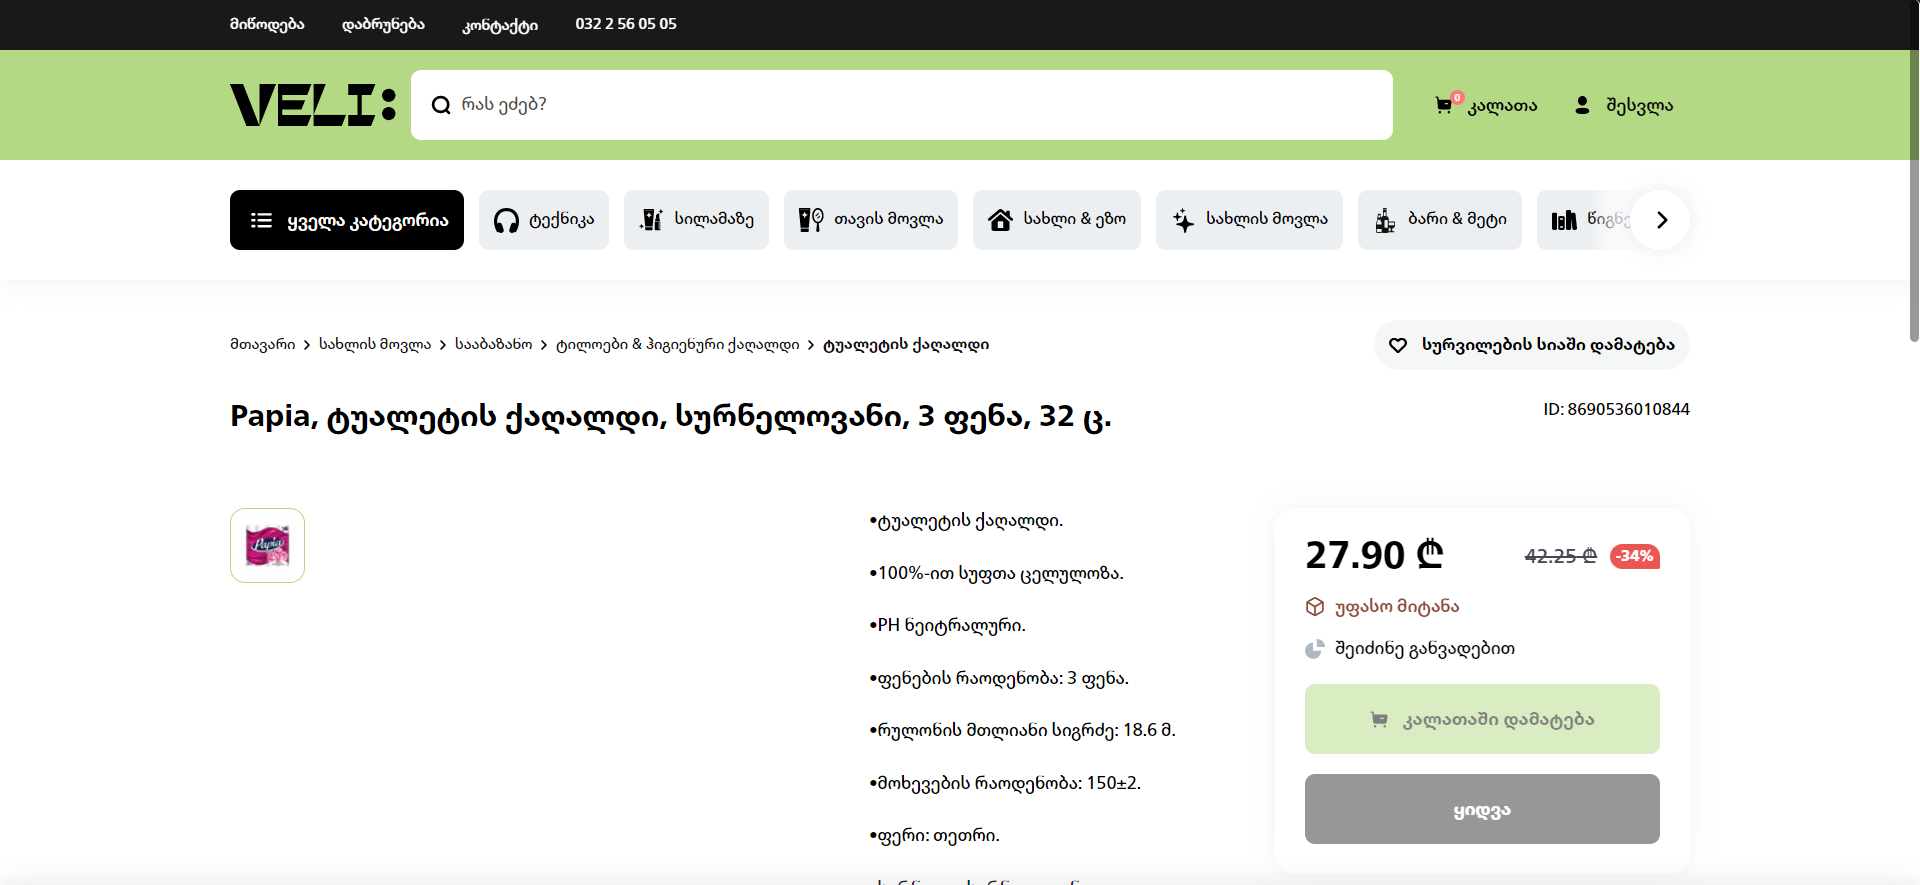 მიწოდება
დაბრუნება
კონტაქტი
032 2 56 05 05
VELI:
რას ეძებ?
0
კალათა
შესვლა
ყველა კატეგორია
ტექნიკა
სილამაზე
თავის მოვლა
სახლი & ეზო
სახლის მოვლა
ბარი & მეტი
მთავარი > სახლის მოვლა > სააბაზანო > ტილოები & ჰიგიენური ქაღალდი > ტუალეტის ქაღალდი
სურვილების სიაში დამატება
Papia, ტუალეტის ქაღალდი, სურნელოვანი, 3 ფენა, 32 ც.
ID: 8690536010844
Papia
•ტუალეტის ქაღალდი.
•100%-ით სუფთა ცელულოზა.
•PH ნეიტრალური.
•ფენების რაოდენობა: 3 ფენა.
•რულონის მთლიანი სიგრძე: 18.6 მ.
•მოხევების რაოდენობა: 150±2.
•ფერი: თეთრი.
27.90 ₾
42.25 ₾
-34%
უფასო მიტანა
შეიძინე განვადებით
კალათაში დამატება
ყიდვა